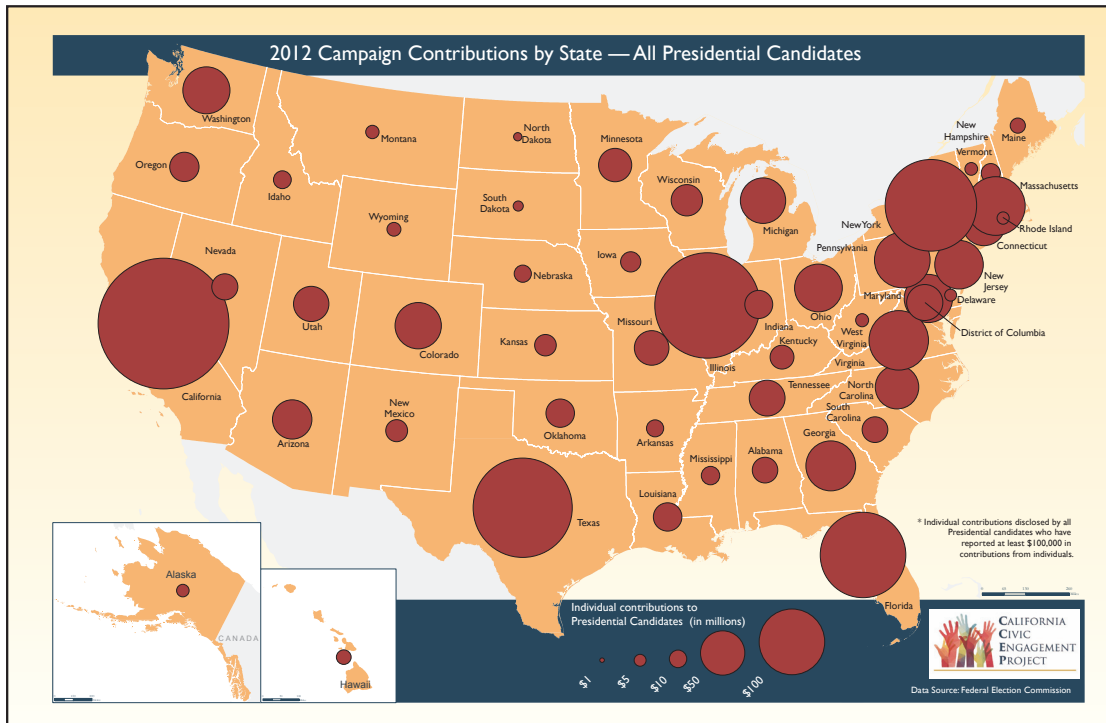 2012 Campaign Contributions by State — All Presidential Candidates
Washington
Montana
North
Dakota
Minnesota
New
Hampshire
Maine
Vermont
Oregon
Idaho
Wisconsin
Michigan
Massachusetts
South
Dakota
Wyoming
NewYork
Rhode Island
Connecticut
Nevada
Iowa
Pennsylvania
Nebraska
New
Jersey
Maryland
Delaware
Utah
Colorado
Kansas
Missouri
Illinois
Indiana
Ohio
West
Virginia
District of Columbia
Kentucky
Virginia
California
Tennessee
North
Carolina
New
Mexico
Arizona
Oklahoma
Arkansas
South
Carolina
Georgia
Mississippi
Alabama
Louisiana
Texas
* Individual contributions disclosed by all
Presidential candidates who have
reported at least $100,000 in
contributions from individuals.
Florida
Alaska
CANADA
Hawaii
Individual contributions to
Presidential Candidates (in millions)
$1
$5
$10
$50
$100
CALIFORNIA
CIVIC
ENGAGEMENT
PROJECT
Data Source: Federal Election Commission